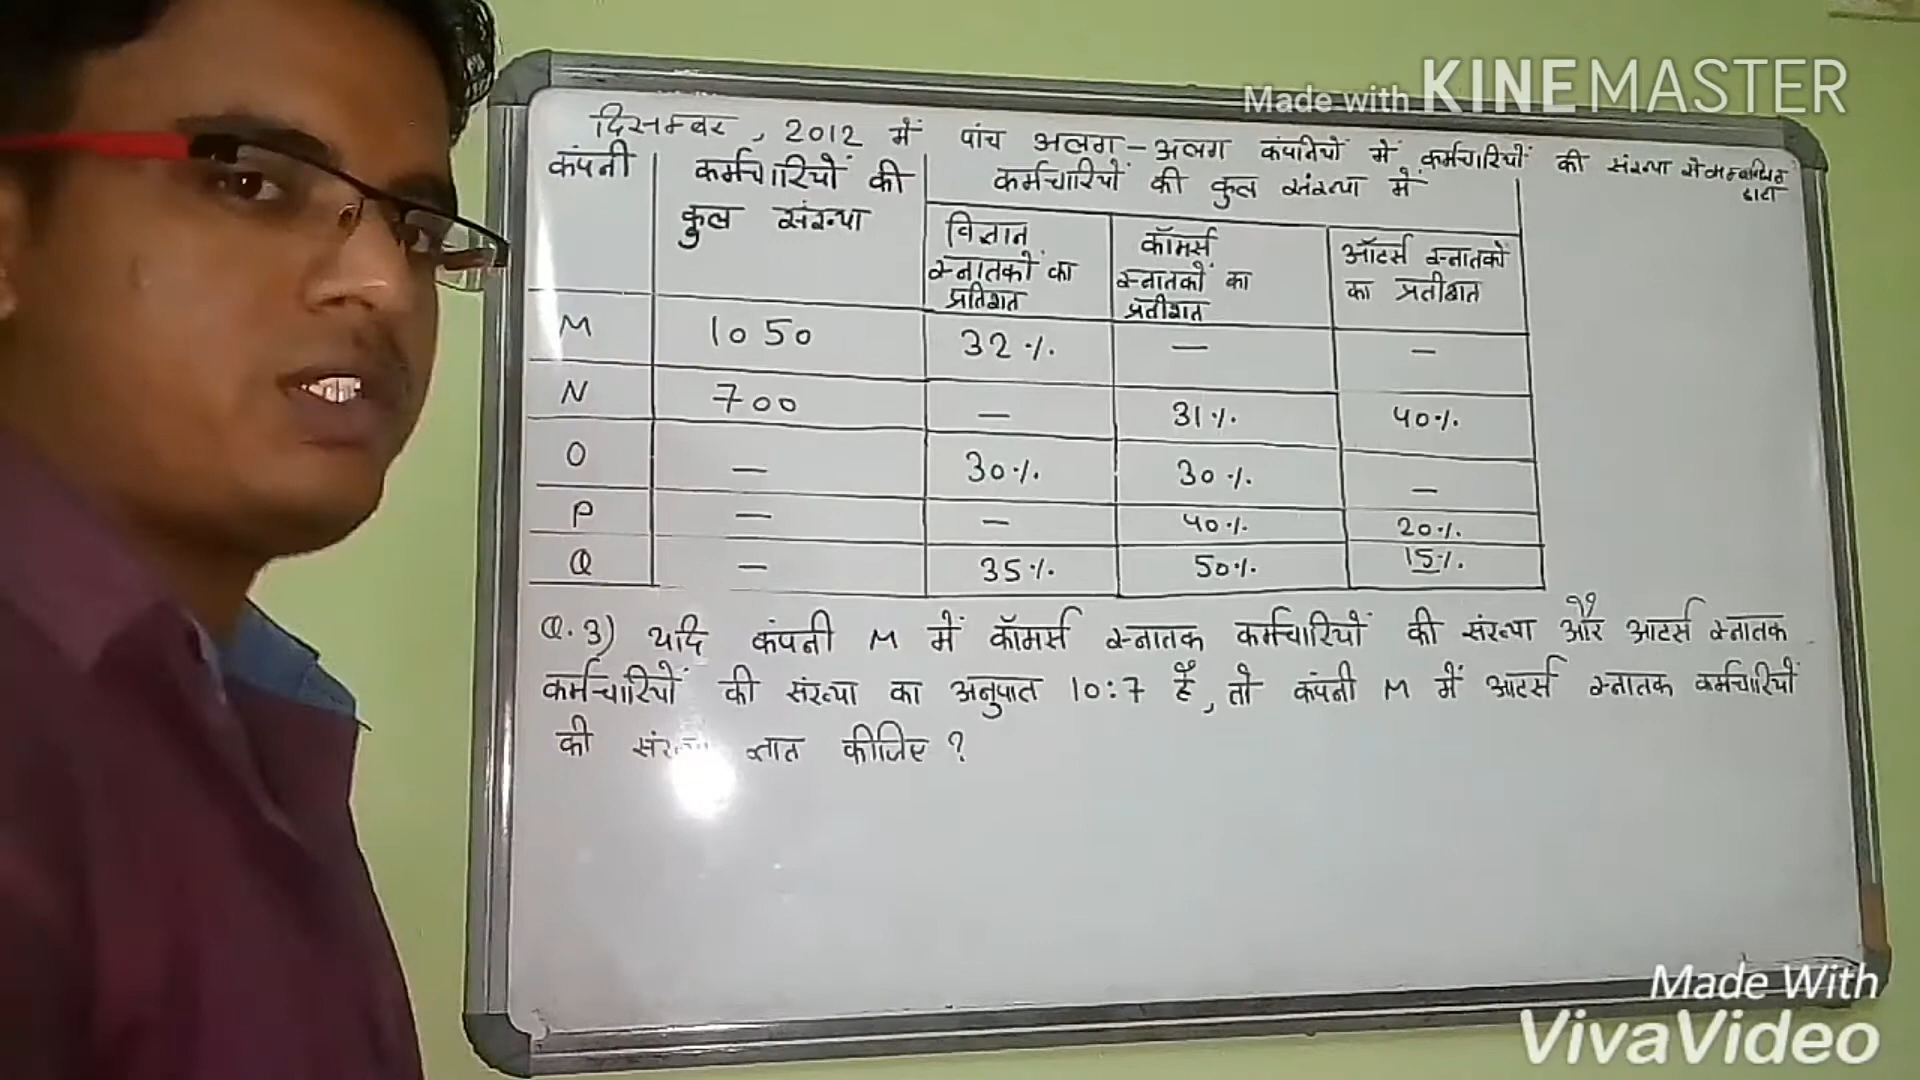 Made with KINEMASTER
दिसम्बर, 2012 में पांच अलग-अलग कंपनियों में कर्मचारियों की संख्या से सम्बन्धित
डाटा
कंपनी कर्मचारियों की कर्मचारियों की कुल संख्या में
कुल संख्या
विज्ञान कॉमर्स ऑटर्स स्नातकों
स्नातकों का स्नातकों का का प्रतीशत
प्रतिशत प्रतीशत
M 1050 32% — —
N 700 — 31% 40%
O — 30% 30% —
P — — 40% 20%
Q — 35% 50% 15%
Q.3) यदि कंपनी M में कॉमर्स स्नातक कर्मचारियों की संख्या और आटर्स स्नातक
कर्मचारियों की संख्या का अनुपात 10:7 है, तो कंपनी M में आटर्स स्नातक कर्मचारियों
की ज्ञात कीजिए ?
Made With
VivaVideo